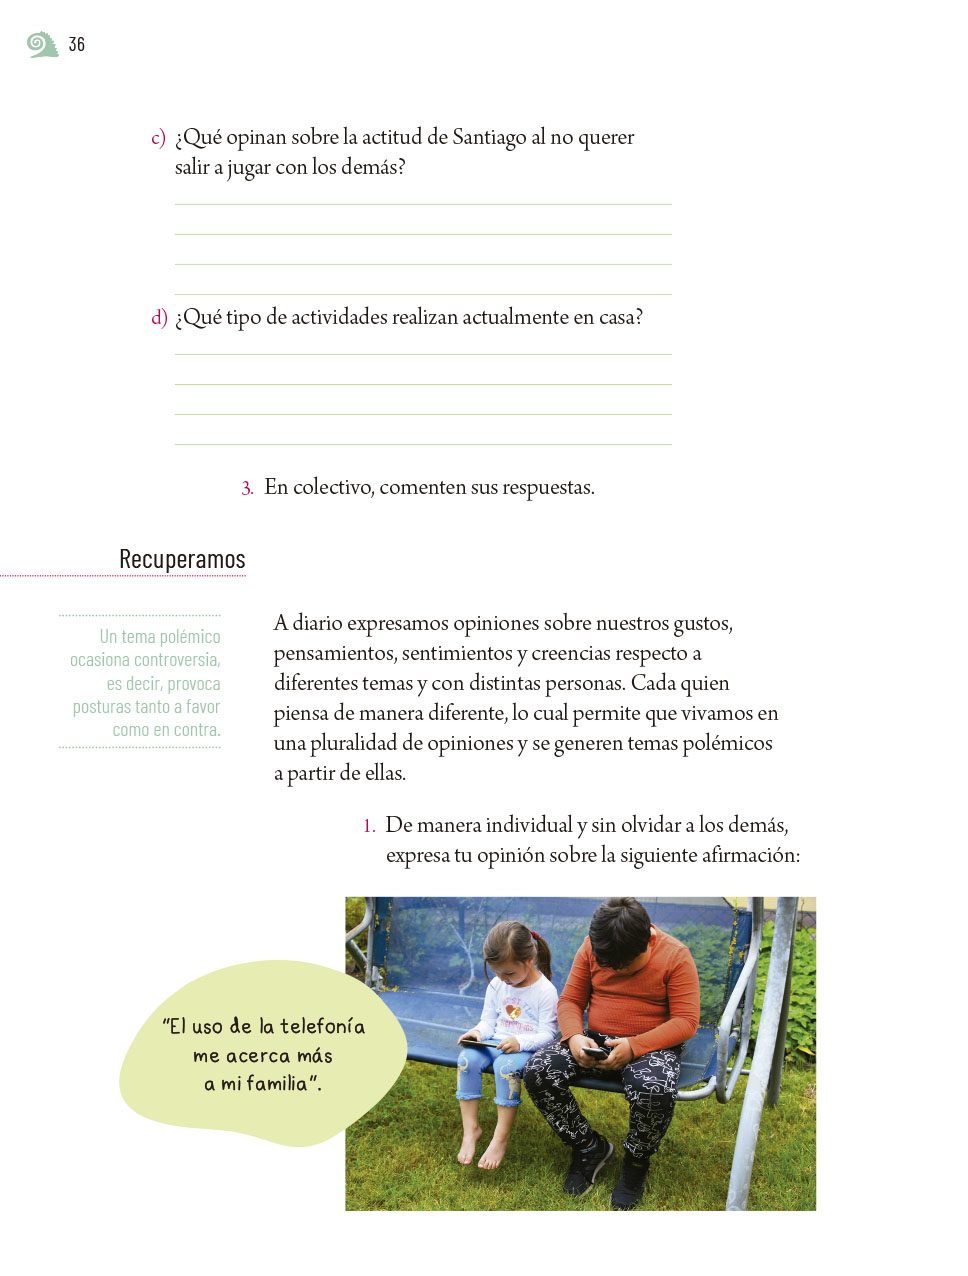 36
c) ¿Qué opinan sobre la actitud de Santiago al no querer
salir a jugar con los demás?
d) ¿Qué tipo de actividades realizan actualmente en casa?
3. En colectivo, comenten sus respuestas.
Recuperamos
Un tema polémico
ocasiona controversia,
es decir, provoca
posturas tanto a favor
como en contra.
A diario expresamos opiniones sobre nuestros gustos,
pensamientos, sentimientos y creencias respecto a
diferentes temas y con distintas personas. Cada quien
piensa de manera diferente, lo cual permite que vivamos en
una pluralidad de opiniones y se generen temas polémicos
a partir de ellas.
1. De manera individual y sin olvidar a los demás,
expresa tu opinión sobre la siguiente afirmación:
“El uso de la telefonía
me acerca más
a mi familia”.